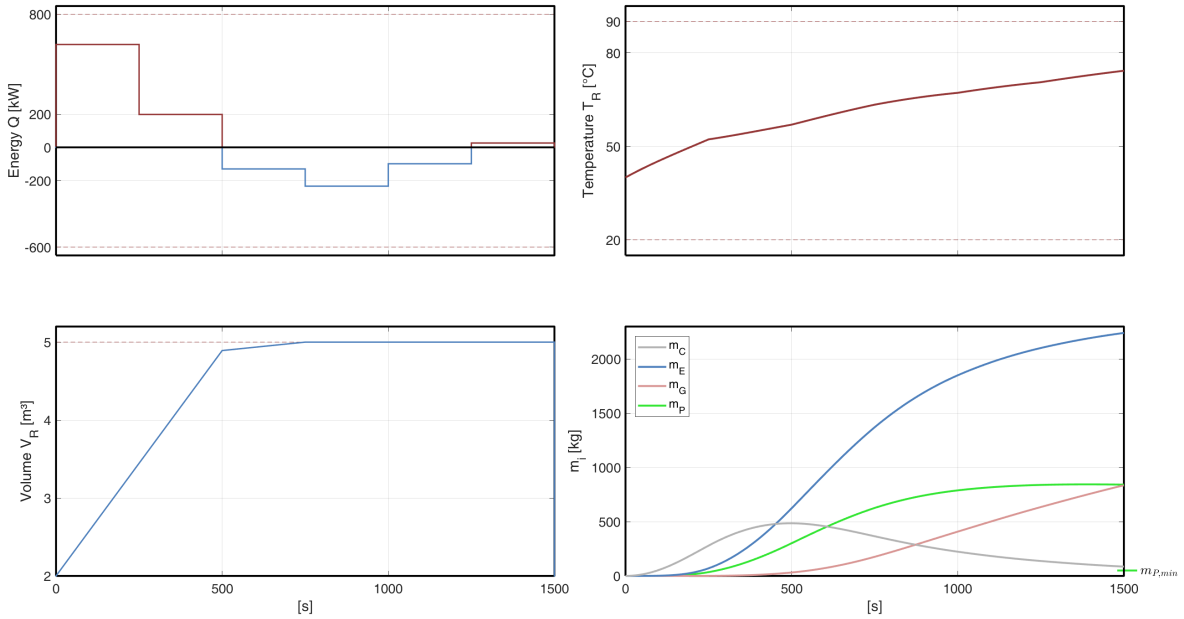 800
200
0
-200
-600
Energy Q [kW]
90
80
50
20
Temperature T_R [°C]
5
4
3
2
0
500
1000
1500
Volume V_R [m³]
[s]
m_C
m_E
m_G
m_P
2000
1500
1000
500
0
m_i [kg]
0
500
1000
1500
[s]
m_P,min